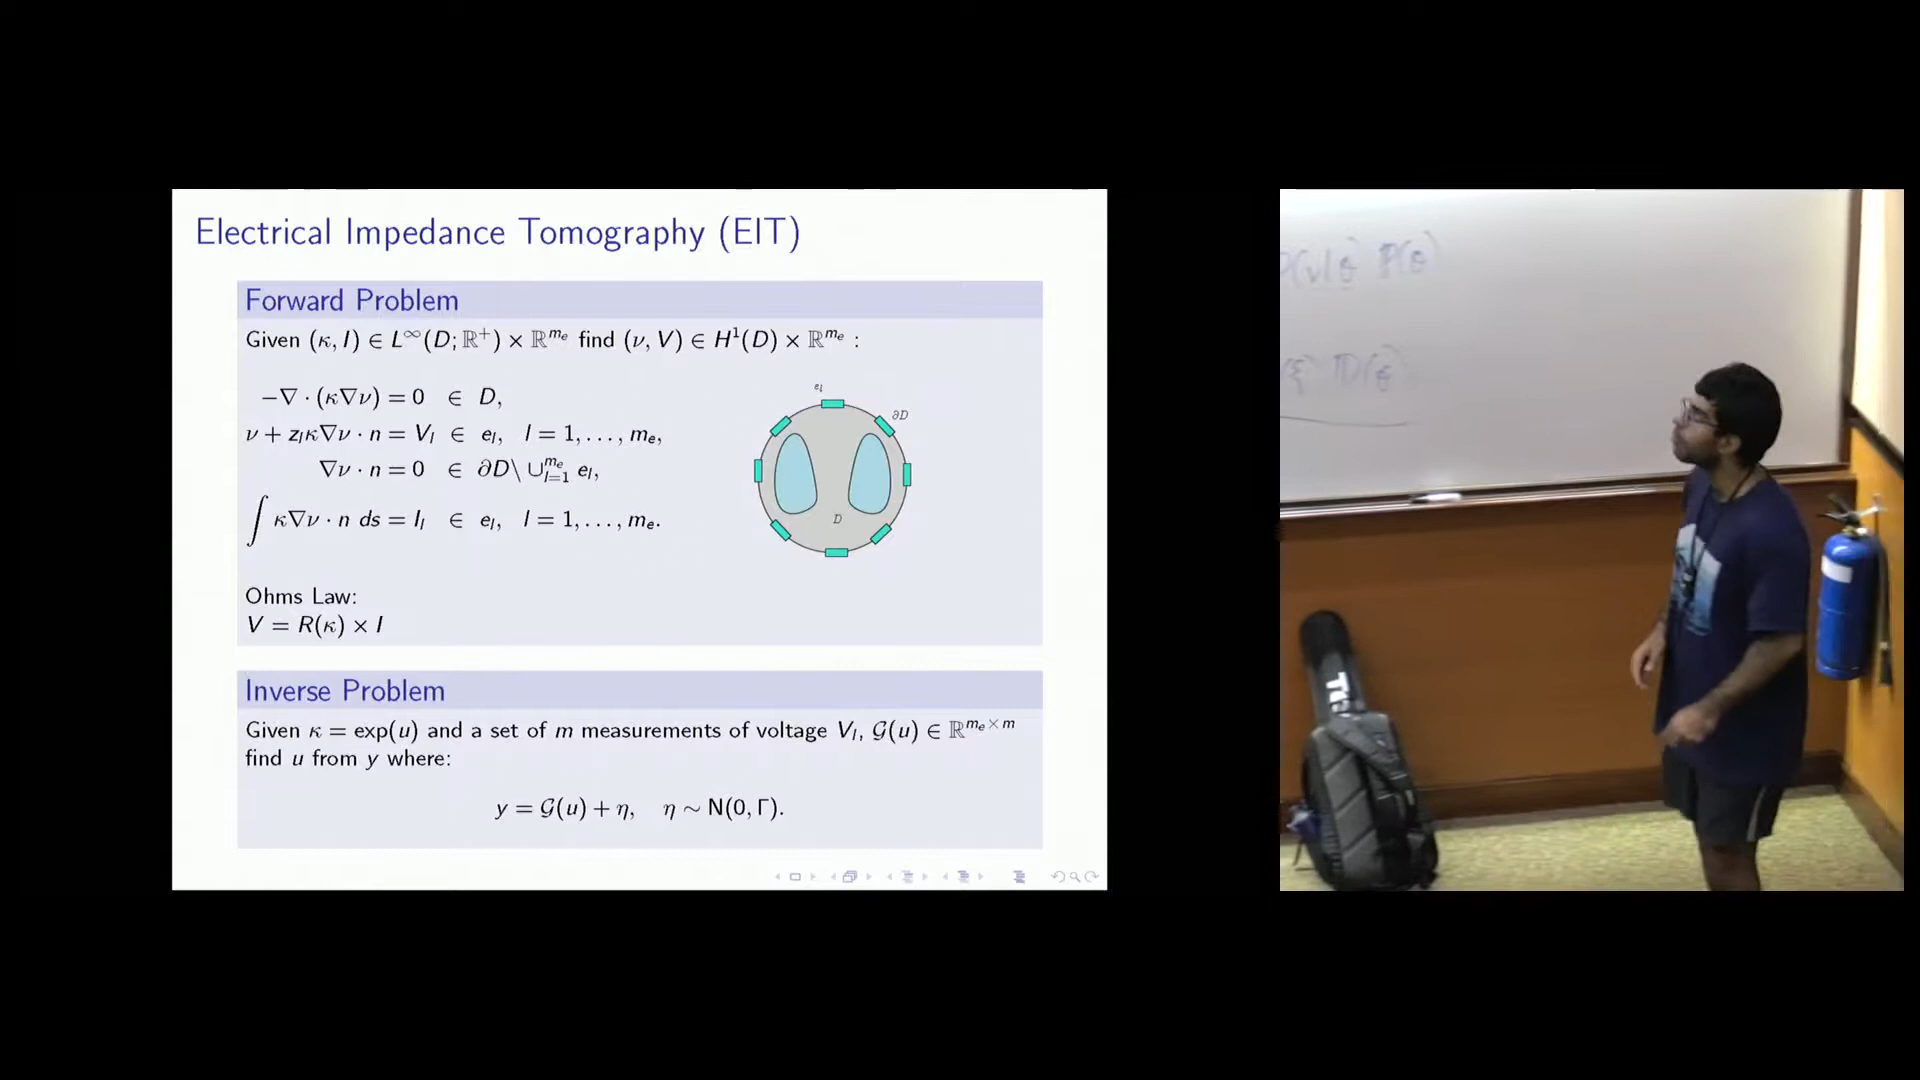 Electrical Impedance Tomography (EIT)
Forward Problem
Given (κ, I) ∈ L^∞(D; ℝ⁺) × ℝ^{m_e} find (ν, V) ∈ H¹(D) × ℝ^{m_e} :
−∇ · (κ∇ν) = 0 ∈ D,
ν + z_l κ∇ν · n = V_l ∈ e_l, l = 1, . . . , m_e,
∇ν · n = 0 ∈ ∂D\ ∪_{l=1}^{m_e} e_l,
∫ κ∇ν · n ds = I_l ∈ e_l, l = 1, . . . , m_e.
e_l
∂D
D
Ohms Law:
V = R(κ) × I
Inverse Problem
Given κ = exp(u) and a set of m measurements of voltage V_l, 𝒢(u) ∈ ℝ^{m_e×m}
find u from y where:
y = 𝒢(u) + η, η ∼ N(0, Γ).